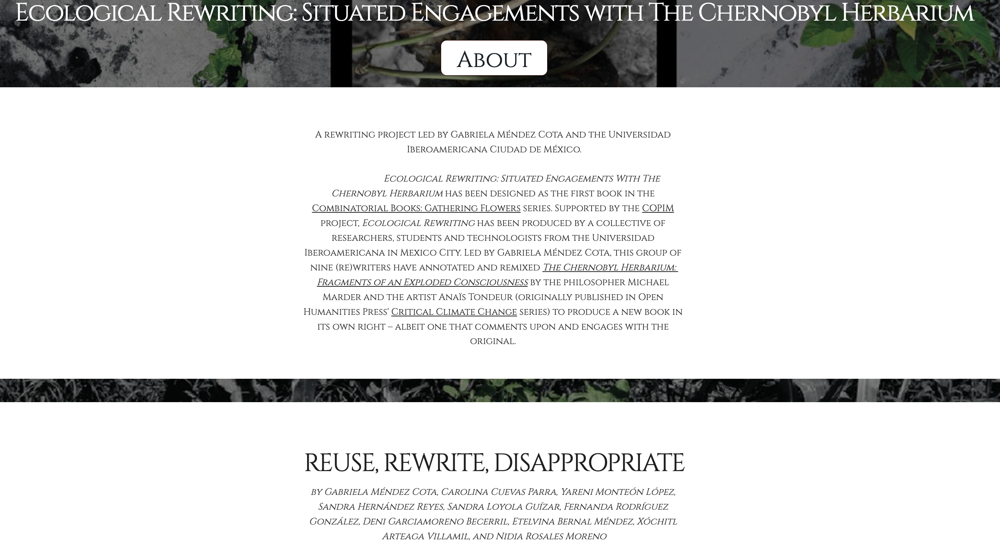 Ecological Rewriting: Situated Engagements with The Chernobyl Herbarium
About
A rewriting project led by Gabriela Méndez Cota and the Universidad
Iberoamericana Ciudad de México.
Ecological Rewriting: Situated Engagements With The
Chernobyl Herbarium has been designed as the first book in the
Combinatorial Books: Gathering Flowers series. Supported by the COPIM
project, Ecological Rewriting has been produced by a collective of
researchers, students and technologists from the Universidad
Iberoamericana in Mexico City. Led by Gabriela Méndez Cota, this group of
nine (re)writers have annotated and remixed The Chernobyl Herbarium:
Fragments of an Exploded Consciousness by the philosopher Michael
Marder and the artist Anaïs Tondeur (originally published in Open
Humanities Press' Critical Climate Change series) to produce a new book in
its own right – albeit one that comments upon and engages with the
original.
REUSE, REWRITE, DISAPPROPRIATE
by Gabriela Méndez Cota, Carolina Cuevas Parra, Yareni Monteón López,
Sandra Hernández Reyes, Sandra Loyola Guízar, Fernanda Rodríguez
González, Deni Garciamoreno Becerril, Etelvina Bernal Méndez, Xóchitl
Arteaga Villamil, and Nidia Rosales Moreno